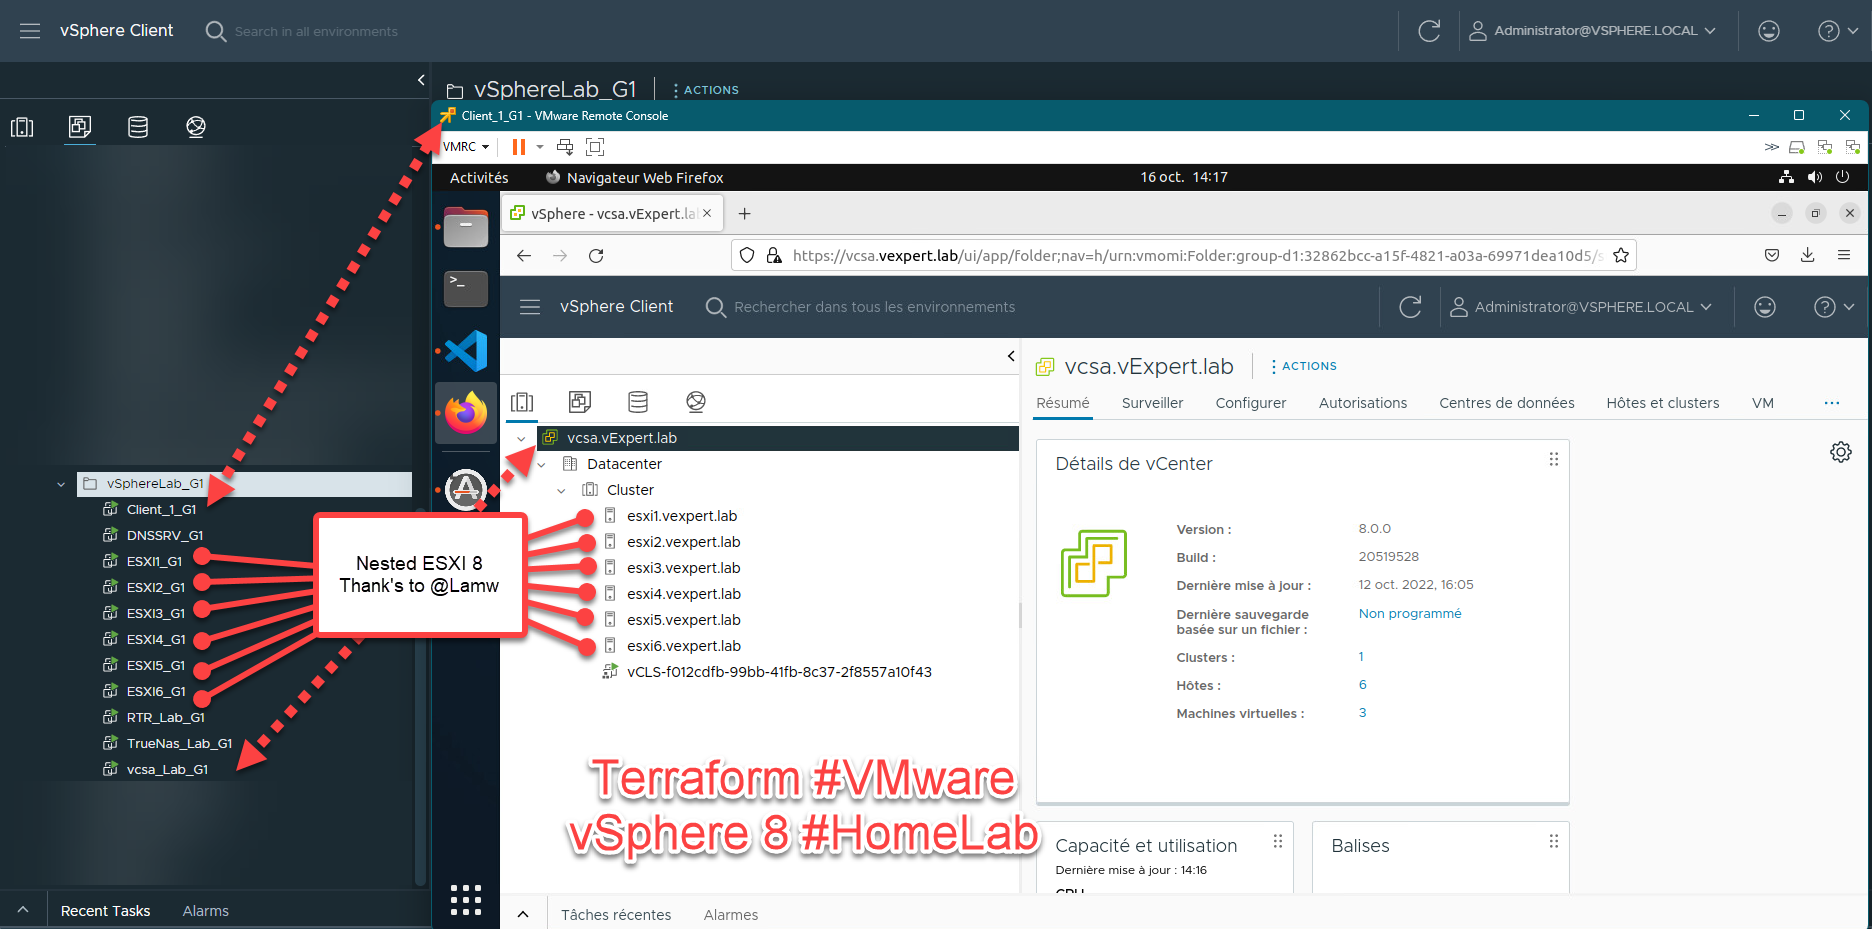 vSphere Client
Search in all environments
Administrator@VSPHERE.LOCAL
vSphereLab_G1
ACTIONS
Client_1_G1 - VMware Remote Console
VMRC
Activités
Navigateur Web Firefox
16 oct. 14:17
vSphere - vcsa.vExpert.la
https://vcsa.vexpert.lab/ui/app/folder;nav=h/urn:vmomi:Folder:group-d1:32862bcc-a15f-4821-a03a-69971dea10d5/s
vSphere Client
Rechercher dans tous les environnements
Administrator@VSPHERE.LOCAL
vSphereLab_G1
Client_1_G1
DNSSRV_G1
ESXI1_G1
ESXI2_G1
ESXI3_G1
ESXI4_G1
ESXI5_G1
ESXI6_G1
RTR_Lab_G1
TrueNas_Lab_G1
vcsa_Lab_G1
Nested ESXI 8
Thank's to @Lamw
vcsa.vExpert.lab
Datacenter
Cluster
esxi1.vexpert.lab
esxi2.vexpert.lab
esxi3.vexpert.lab
esxi4.vexpert.lab
esxi5.vexpert.lab
esxi6.vexpert.lab
vCLS-f012cdfb-99bb-41fb-8c37-2f8557a10f43
vcsa.vExpert.lab
ACTIONS
Résumé
Surveiller
Configurer
Autorisations
Centres de données
Hôtes et clusters
VM
Détails de vCenter
Version : 8.0.0
Build : 20519528
Dernière mise à jour : 12 oct. 2022, 16:05
Dernière sauvegarde Non programmé
basée sur un fichier :
Clusters : 1
Hôtes : 6
Machines virtuelles : 3
Terraform #VMware
vSphere 8 #HomeLab
Capacité et utilisation
Dernière mise à jour : 14:16
CPU
Balises
Recent Tasks
Alarms
Tâches récentes
Alarmes